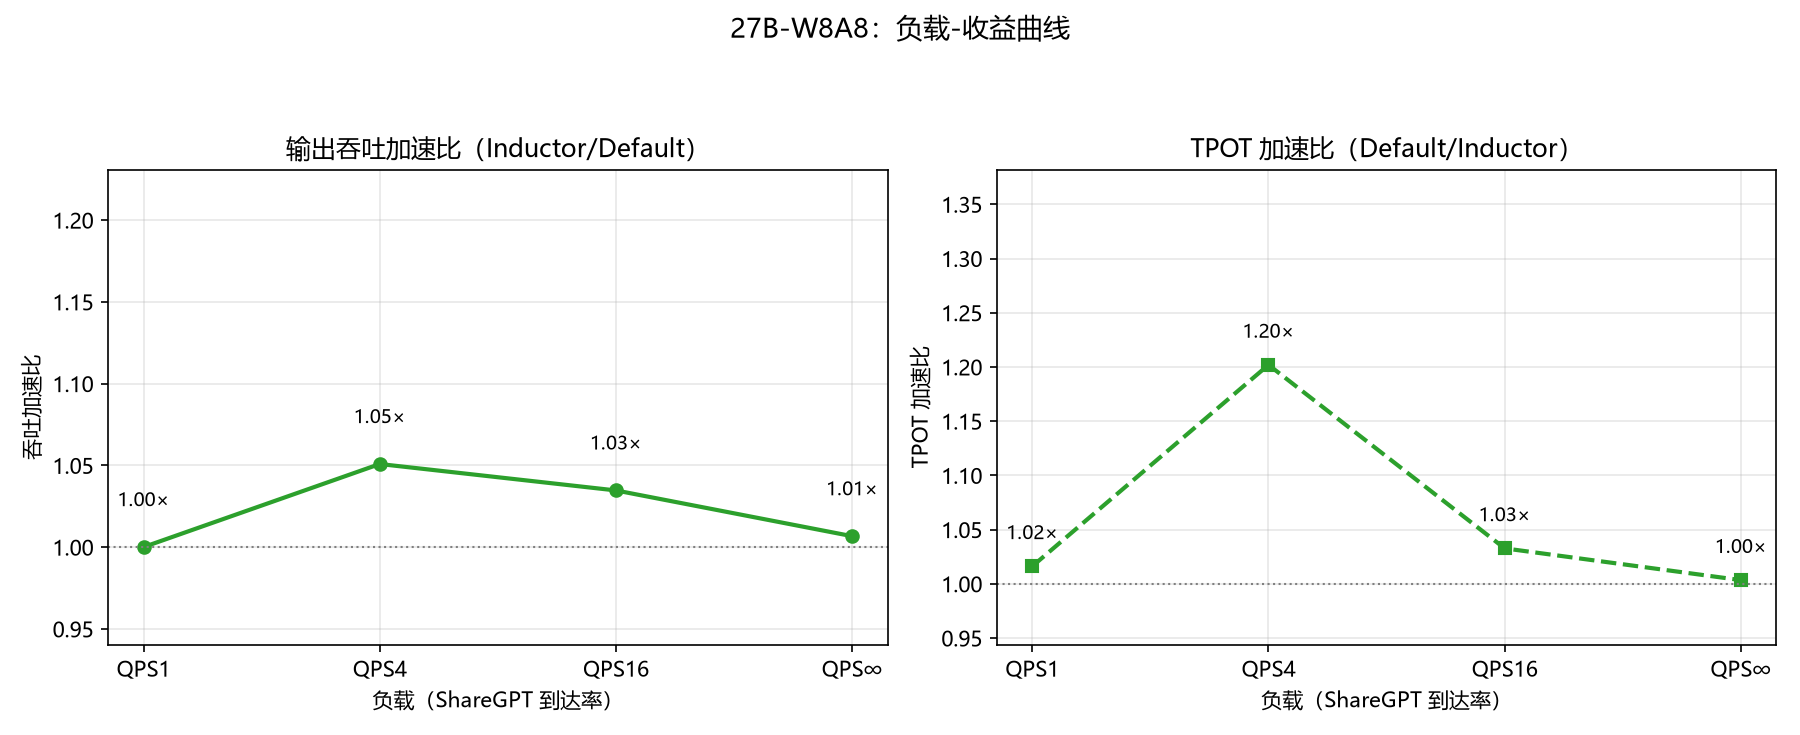 27B-W8A8：负载-收益曲线
输出吞吐加速比（Inductor/Default）
吞吐加速比
1.20
1.15
1.10
1.05
1.00
0.95
1.00×
1.05×
1.03×
1.01×
QPS1 QPS4 QPS16 QPS∞
负载（ShareGPT 到达率）
TPOT 加速比（Default/Inductor）
TPOT 加速比
1.35
1.30
1.25
1.20
1.15
1.10
1.05
1.00
0.95
1.02×
1.20×
1.03×
1.00×
QPS1 QPS4 QPS16 QPS∞
负载（ShareGPT 到达率）